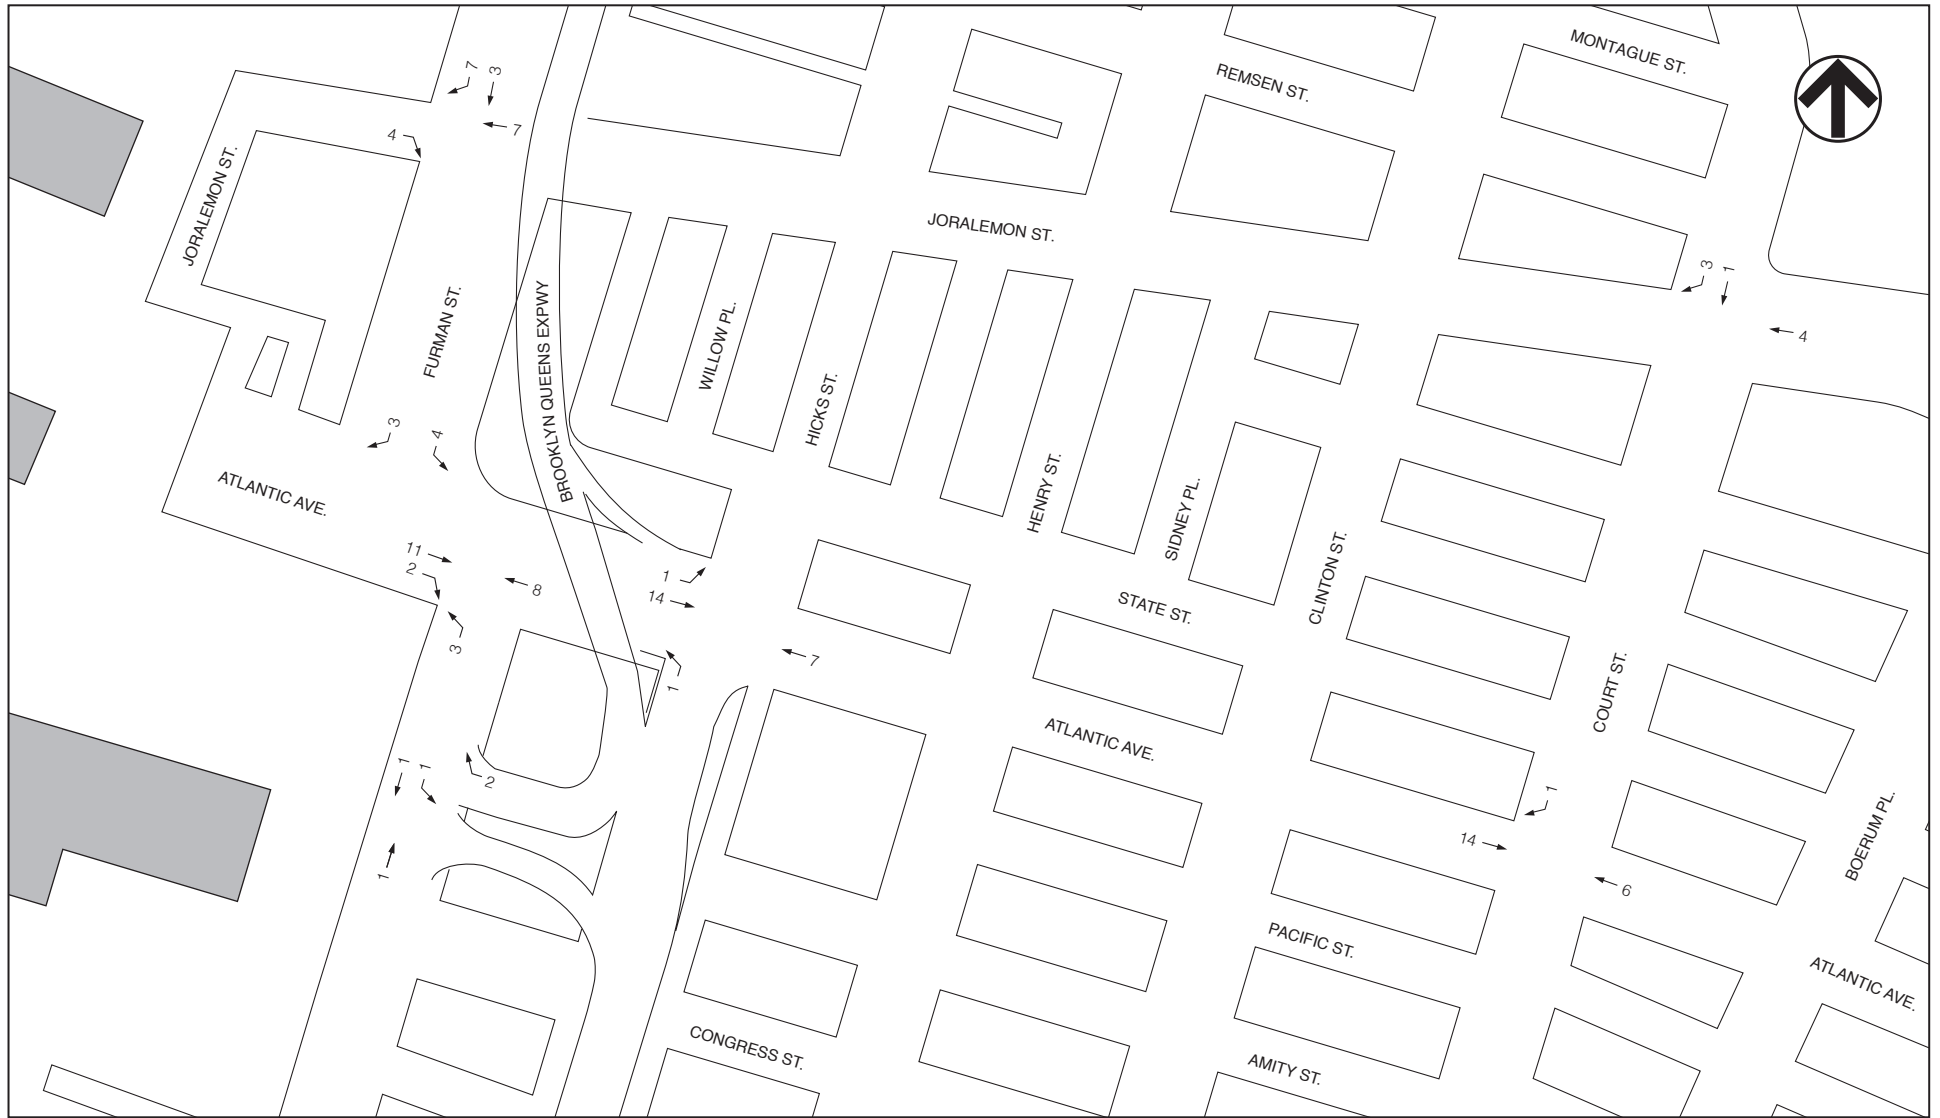 MONTAGUE ST.
REMSEN ST.
7
3
7
4
JORALEMON ST.
JORALEMON ST.
3
1
4
FURMAN ST.
BROOKLYN QUEENS EXPWY
WILLOW PL.
HICKS ST.
3
4
HENRY ST.
SIDNEY PL.
ATLANTIC AVE.
CLINTON ST.
11
2
8
1
14
STATE ST.
3
7
1
COURT ST.
ATLANTIC AVE.
1
1
2
1
14
BOERUM PL.
1
6
PACIFIC ST.
ATLANTIC AVE.
CONGRESS ST.
AMITY ST.